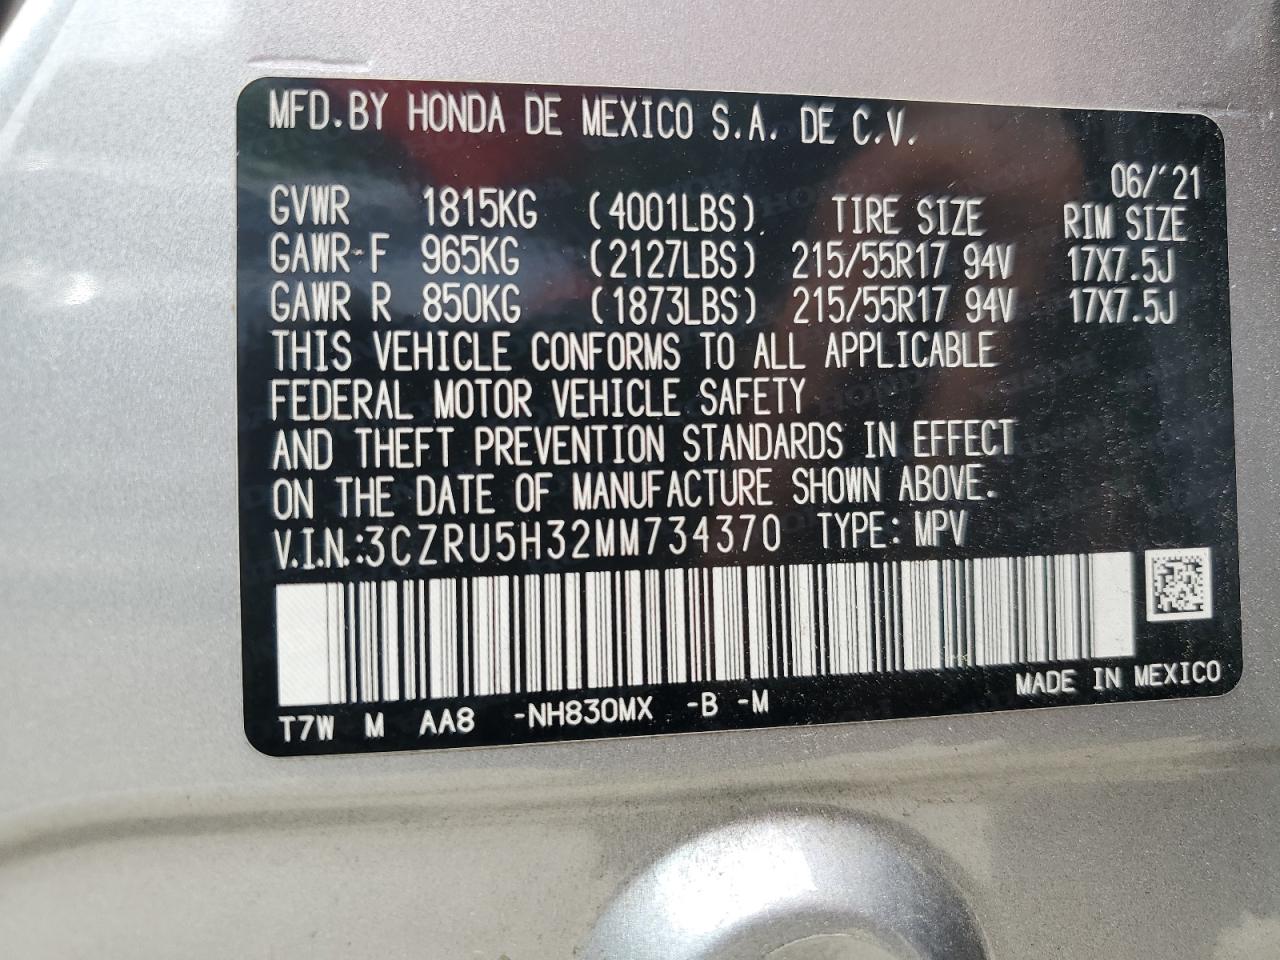 MFD.BY HONDA DE MEXICO S.A. DE C.V.
06/'21
GVWR 1815KG (4001LBS) TIRE SIZE RIM SIZE
GAWR F 965KG (2127LBS) 215/55R17 94V 17X7.5J
GAWR R 850KG (1873LBS) 215/55R17 94V 17X7.5J
THIS VEHICLE CONFORMS TO ALL APPLICABLE
FEDERAL MOTOR VEHICLE SAFETY
AND THEFT PREVENTION STANDARDS IN EFFECT
ON THE DATE OF MANUFACTURE SHOWN ABOVE.
V.I.N.:3CZRU5H32MM734370 TYPE: MPV
T7W M AA8 -NH830MX -B -M MADE IN MEXICO